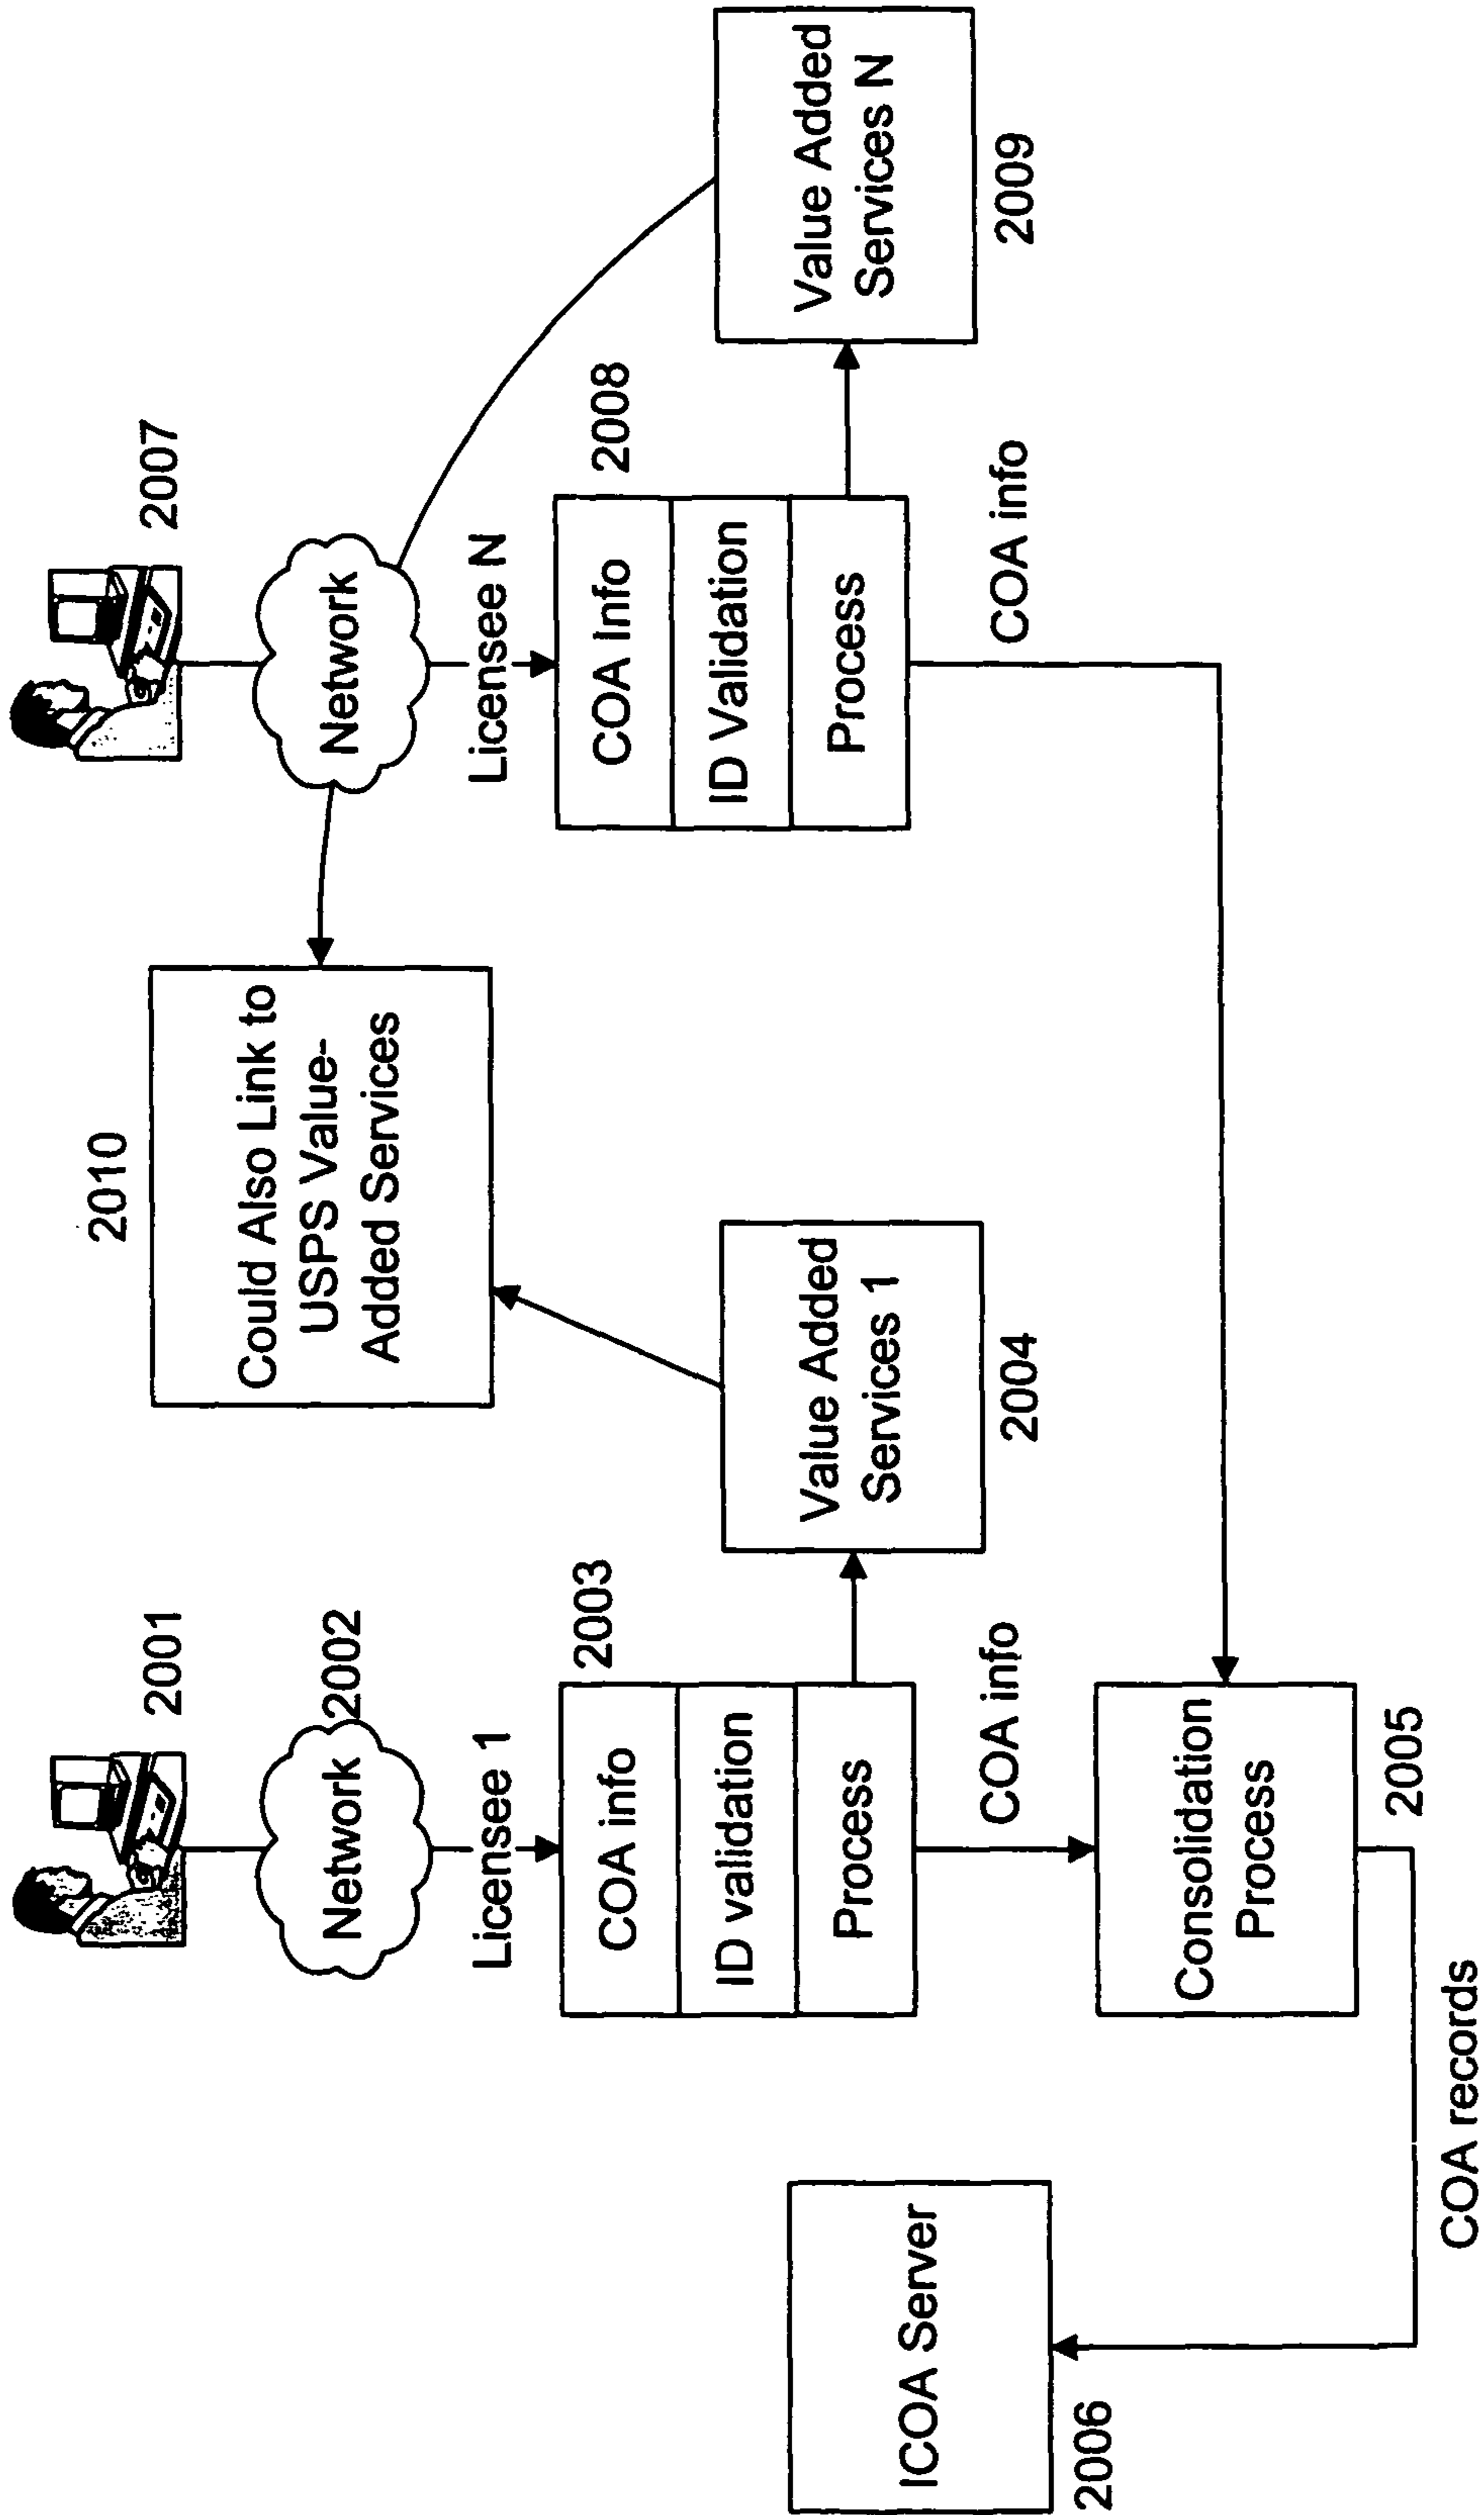 2001
Network
2002
Licensee 1
2003
COA info
ID validation
Process
Value Added
Services 1
2004
COA info
Consolidation
Process
2005
COA records
ICOA Server
2006
2010
Could Also Link to
USPS Value-
Added Services
2007
Network
Licensee N
2008
COA Info
ID Validation
Process
COA info
Value Added
Services N
2009